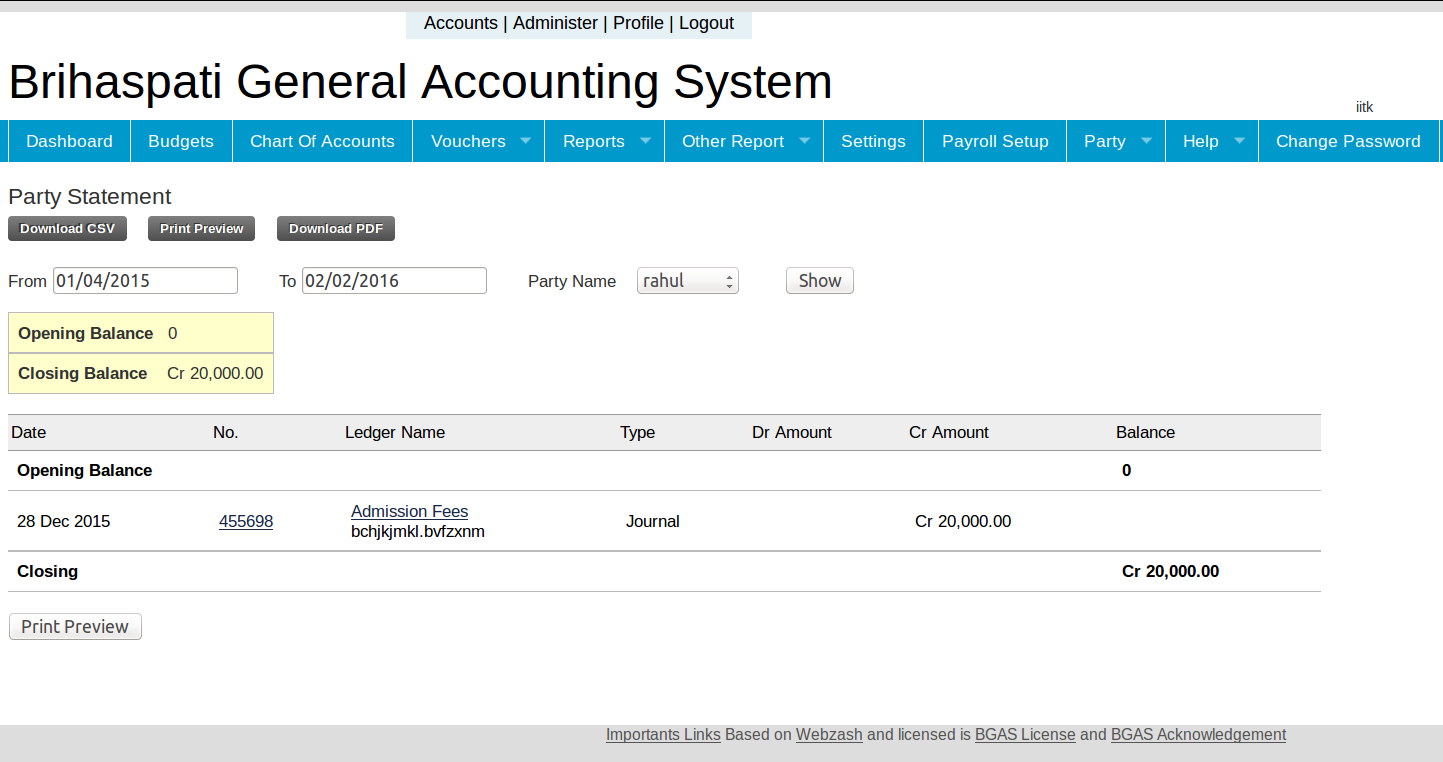 Accounts | Administer | Profile | Logout
Brihaspati General Accounting System
iitk
Dashboard Budgets Chart Of Accounts Vouchers Reports Other Report Settings Payroll Setup Party Help Change Password
Party Statement
Download CSV Print Preview Download PDF
From 01/04/2015 To 02/02/2016 Party Name rahul Show
Opening Balance 0
Closing Balance Cr 20,000.00
Date No. Ledger Name Type Dr Amount Cr Amount Balance
Opening Balance 0
28 Dec 2015 455698 Admission Fees Journal Cr 20,000.00
bchjkjmkl.bvfzxnm
Closing Cr 20,000.00
Print Preview
Importants Links Based on Webzash and licensed is BGAS License and BGAS Acknowledgement